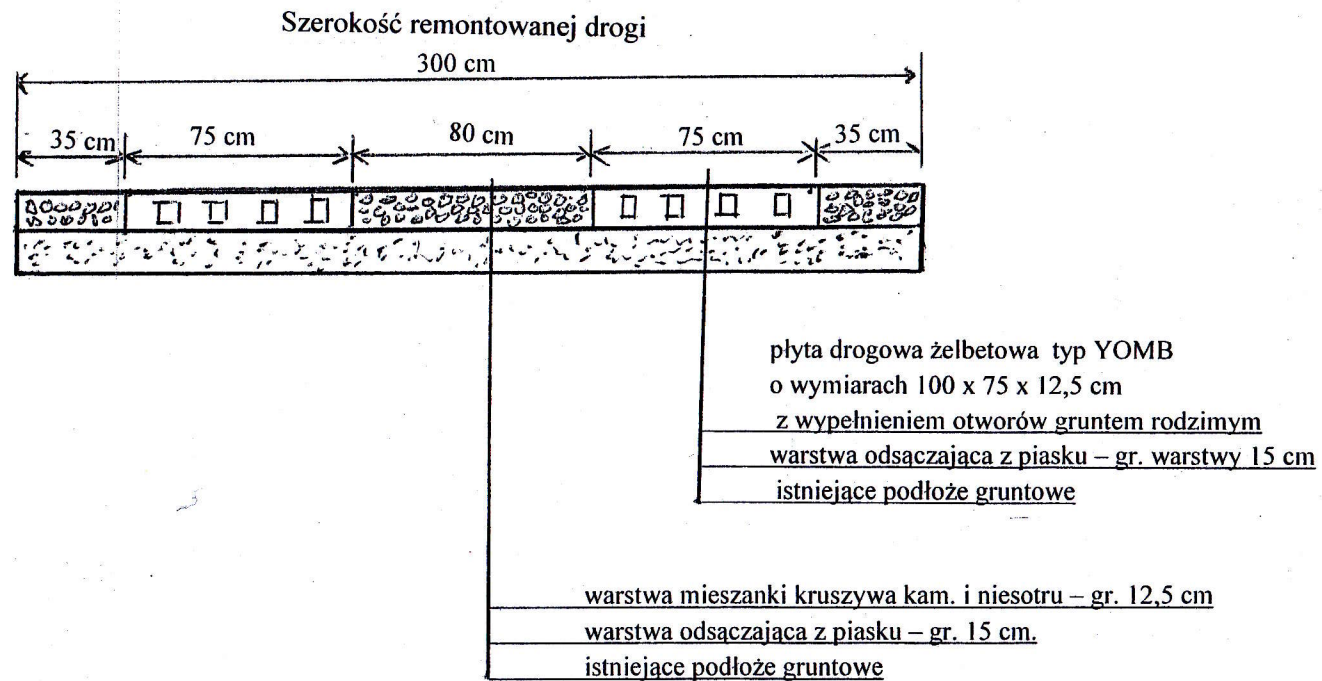 Szerokość remontowanej drogi
300 cm
35 cm 75 cm 80 cm 75 cm 35 cm
płyta drogowa żelbetowa typ YOMB
o wymiarach 100 x 75 x 12,5 cm
z wypełnieniem otworów gruntem rodzimym
warstwa odsączająca z piasku – gr. warstwy 15 cm
istniejące podłoże gruntowe
warstwa mieszanki kruszywa kam. i niesotru – gr. 12,5 cm
warstwa odsączająca z piasku – gr. 15 cm.
istniejące podłoże gruntowe